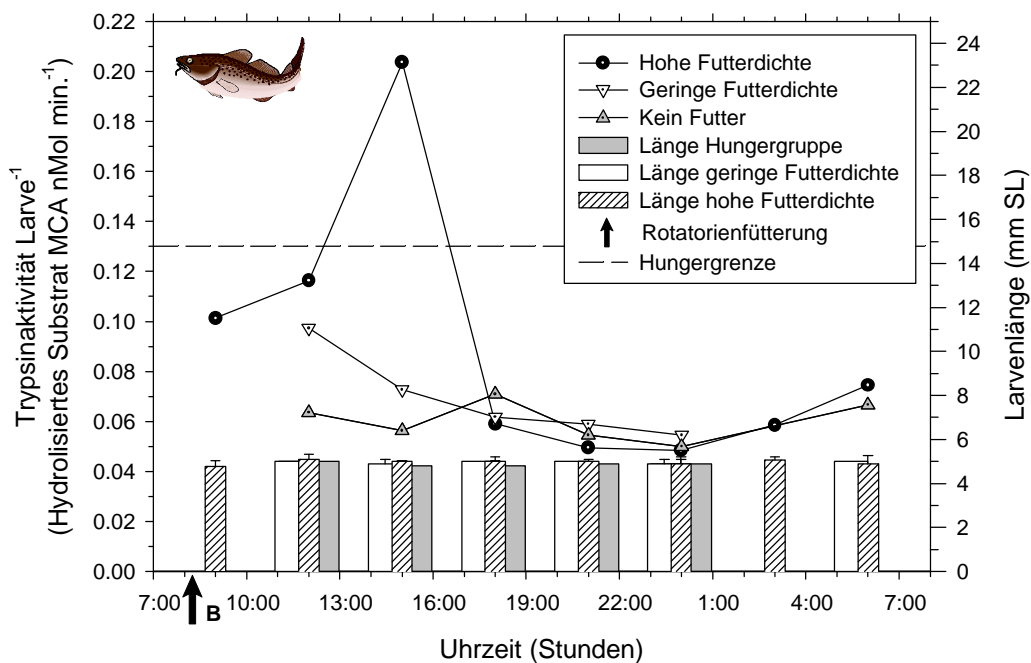 Trypsinaktivität Larve⁻¹
(Hydrolisiertes Substrat MCA nMol min.⁻¹)
0.22
0.20
0.18
0.16
0.14
0.12
0.10
0.08
0.06
0.04
0.02
0.00
Hohe Futterdichte
Geringe Futterdichte
Kein Futter
Länge Hungergruppe
Länge geringe Futterdichte
Länge hohe Futterdichte
Rotatorienfütterung
Hungergrenze
24
22
20
18
16
14
12
10
8
6
4
2
0
Larvenlänge (mm SL)
7:00 10:00 13:00 16:00 19:00 22:00 1:00 4:00 7:00
B
Uhrzeit (Stunden)